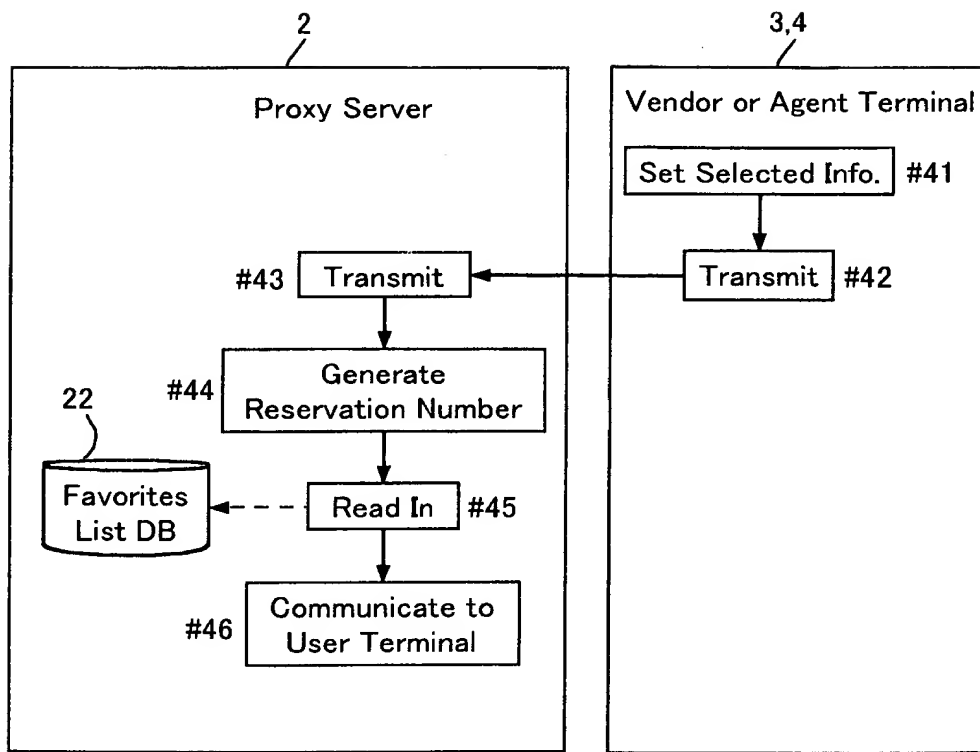 2
3,4
Proxy Server
Vendor or Agent Terminal
Set Selected Info.
#41
#43
Transmit
Transmit
#42
#44
Generate
Reservation Number
22
Favorites
List DB
Read In
#45
#46
Communicate to
User Terminal